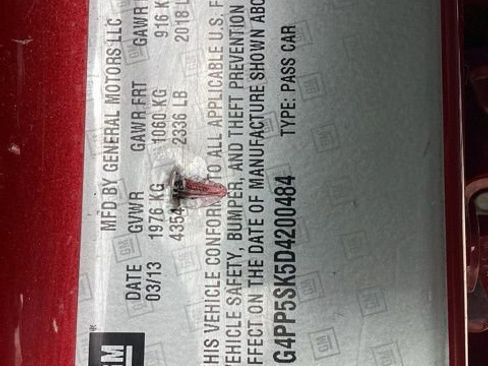 GM
MFD BY GENERAL MOTORS LLC
DATE GVWR GAWR FRT GAWR
03/13 1976 KG 1060 KG 916 K
4354 2336 LB 2018 L
THIS VEHICLE CONFORMS TO ALL APPLICABLE U.S. F
VEHICLE SAFETY, BUMPER, AND THEFT PREVENTION
EFFECT ON THE DATE OF MANUFACTURE SHOWN ABO
G4PP5SK5D4200484 TYPE: PASS CAR